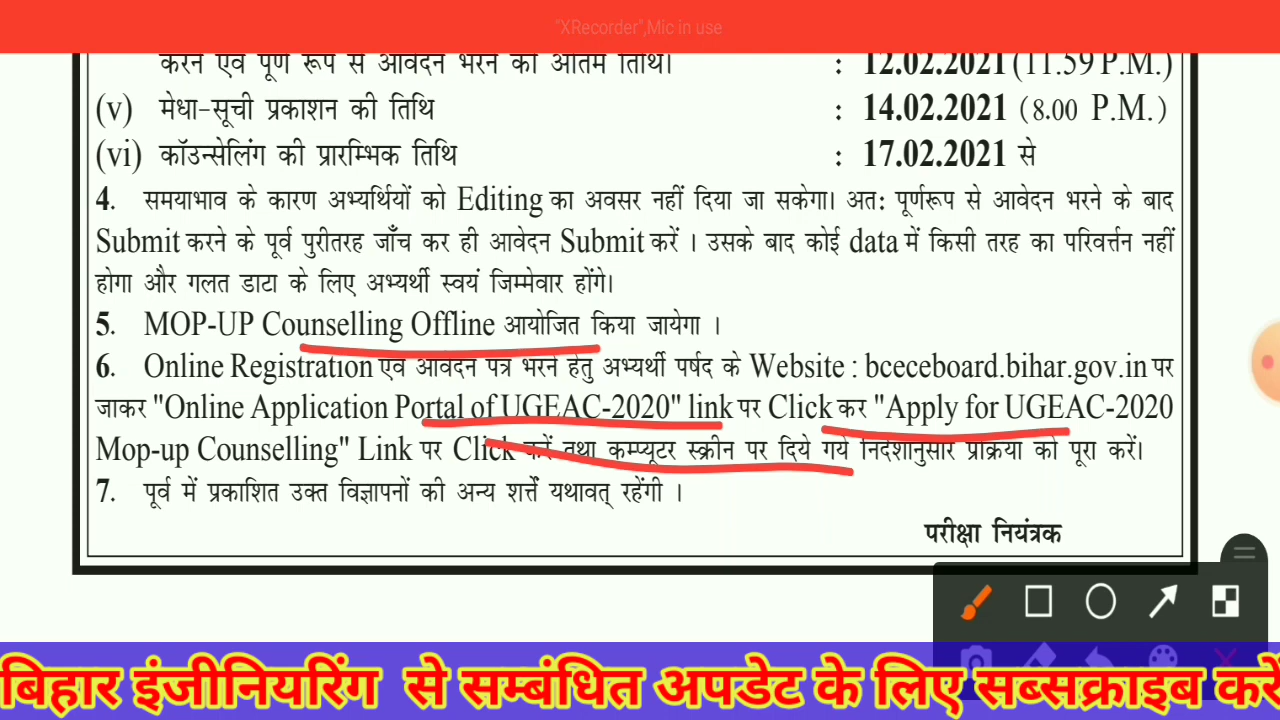 "XRecorder",Mic in use
करने एवं पूर्ण रूप से आवेदन भरने की अंतिम तिथि। : 12.02.2021 (11.59 P.M.)
(v) मेधा-सूची प्रकाशन की तिथि : 14.02.2021 (8.00 P.M.)
(vi) कॉउन्सेलिंग की प्रारम्भिक तिथि : 17.02.2021 से
4. समयाभाव के कारण अभ्यर्थियों को Editing का अवसर नहीं दिया जा सकेगा। अतः पूर्णरूप से आवेदन भरने के बाद
Submit करने के पूर्व पुरीतरह जाँच कर ही आवेदन Submit करें । उसके बाद कोई data में किसी तरह का परिवर्त्तन नहीं
होगा और गलत डाटा के लिए अभ्यर्थी स्वयं जिम्मेवार होंगे।
5. MOP-UP Counselling Offline आयोजित किया जायेगा ।
6. Online Registration एवं आवेदन पत्र भरने हेतु अभ्यर्थी पर्षद के Website : bceceboard.bihar.gov.in पर
जाकर "Online Application Portal of UGEAC-2020" link पर Click कर "Apply for UGEAC-2020
Mop-up Counselling" Link पर Click करें तथा कम्प्यूटर स्क्रीन पर दिये गये निदेशानुसार प्रक्रिया को पूरा करें।
7. पूर्व में प्रकाशित उक्त विज्ञापनों की अन्य शर्त्तें यथावत् रहेंगी ।
परीक्षा नियंत्रक
बिहार इंजीनियरिंग से सम्बंधित अपडेट के लिए सब्सक्राइब करें